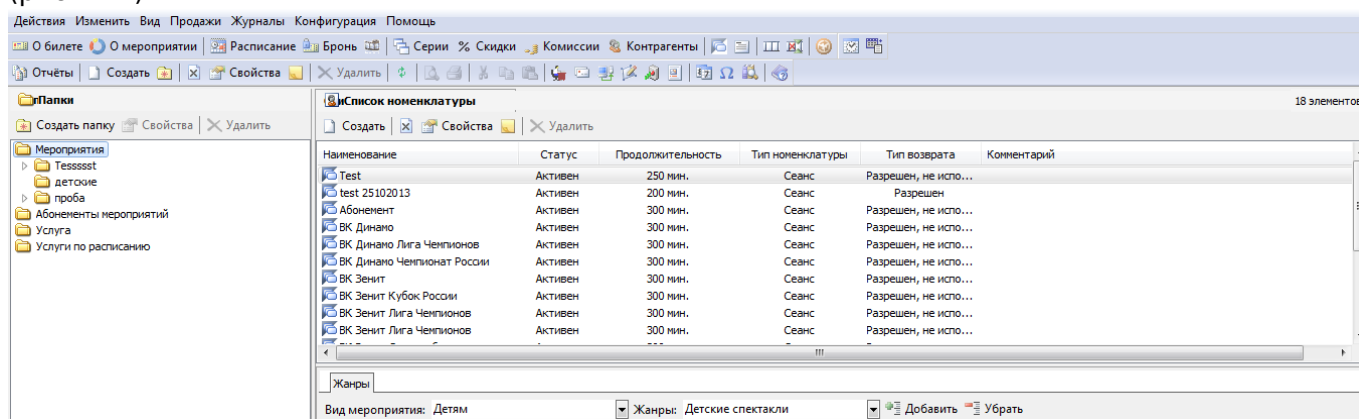 Действия Изменить Вид Продажи Журналы Конфигурация Помощь
О билете О мероприятии Расписание Бронь Серии % Скидки Комиссии Контрагенты
Отчёты Создать Свойства Удалить
Папки
Создать папку Свойства Удалить
Мероприятия
Tessssst
детские
проба
Абонементы мероприятий
Услуга
Услуги по расписанию
Список номенклатуры 18 элементов
Создать Свойства Удалить
Наименование Статус Продолжительность Тип номенклатуры Тип возврата Комментарий
Test Активен 250 мин. Сеанс Разрешен, не испо...
test 25102013 Активен 200 мин. Сеанс Разрешен
Абонемент Активен 300 мин. Сеанс Разрешен, не испо...
ВК Динамо Активен 300 мин. Сеанс Разрешен, не испо...
ВК Динамо Лига Чемпионов Активен 300 мин. Сеанс Разрешен, не испо...
ВК Динамо Чемпионат России Активен 300 мин. Сеанс Разрешен, не испо...
ВК Зенит Активен 300 мин. Сеанс Разрешен, не испо...
ВК Зенит Кубок России Активен 300 мин. Сеанс Разрешен, не испо...
ВК Зенит Лига Чемпионов Активен 300 мин. Сеанс Разрешен, не испо...
ВК Зенит Лига Чемпионов Активен 300 мин. Сеанс Разрешен, не испо...
Жанры
Вид мероприятия: Детям Жанры: Детские спектакли Добавить Убрать